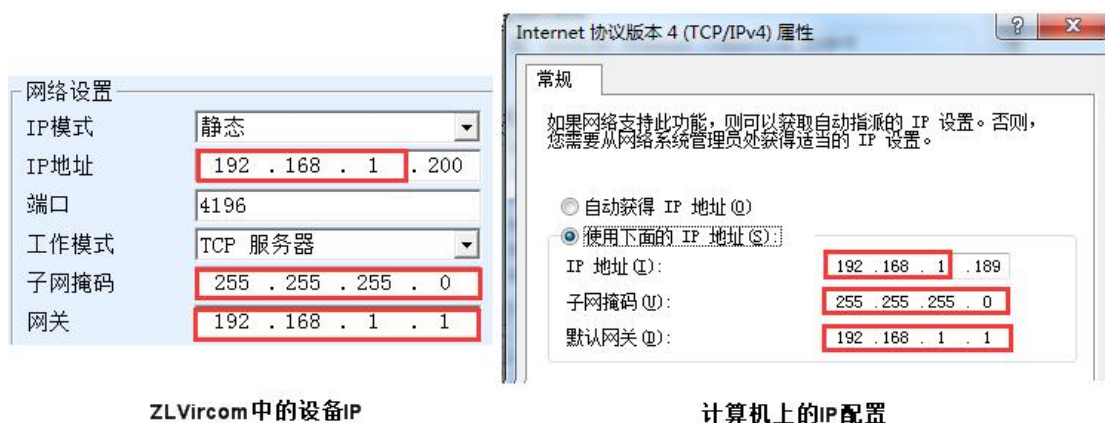 网络设置
IP模式 静态
IP地址 192 . 168 . 1 . 200
端口 4196
工作模式 TCP 服务器
子网掩码 255 . 255 . 255 . 0
网关 192 . 168 . 1 . 1
ZLVircom中的设备IP
Internet 协议版本 4 (TCP/IPv4) 属性
常规
如果网络支持此功能，则可以获取自动指派的 IP 设置。否则，
您需要从网络系统管理员处获得适当的 IP 设置。
自动获得 IP 地址(O)
使用下面的 IP 地址(S):
IP 地址(I): 192 .168 . 1 .189
子网掩码(U): 255 .255 .255 . 0
默认网关(D): 192 .168 . 1 . 1
计算机上的IP配置